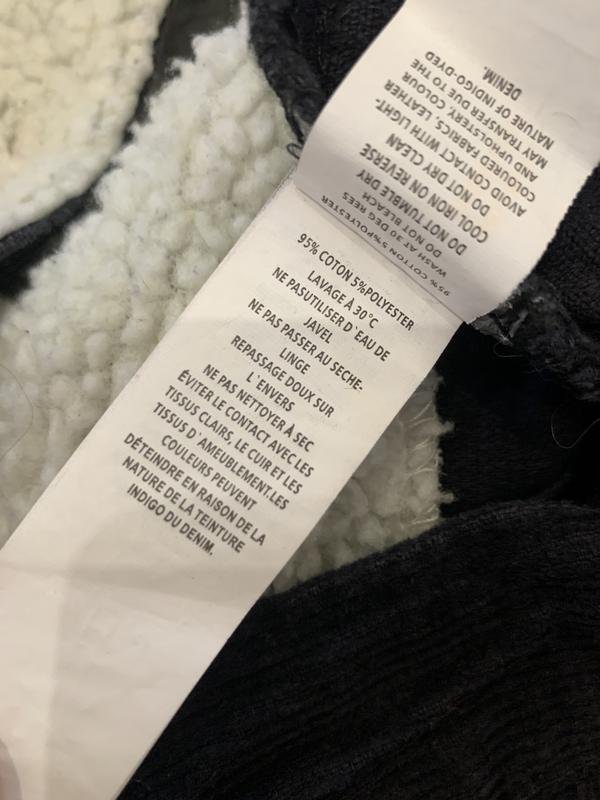 95% COTTON 5%POLYESTER
WASH AT 30 DEG REES
DO NOT BLEACH
DO NOT TUMBLE DRY
COOL IRON ON REVERSE
DO NOT DRY CLEAN
AVOID CONTACT WITH LIGHT-
COLOURED FABRICS, LEATHER
AND UPHOLSTERY, COLOUR
MAY TRANSFER DUE TO THE
NATURE OF INDIGO-DYED
DENIM.
95% COTON 5%POLYESTER
LAVAGE À 30°C
NE PASUTILISER D'EAU DE
JAVEL
NE PAS PASSER AU SECHE-
LINGE
REPASSAGE DOUX SUR
L'ENVERS
NE PAS NETTOYER À SEC
ÉVITER LE CONTACT AVEC LES
TISSUS CLAIRS, LE CUIR ET LES
TISSUS D'AMEUBLEMENT.LES
COULEURS PEUVENT
DÉTEINDRE EN RAISON DE LA
NATURE DE LA TEINTURE
INDIGO DU DENIM.